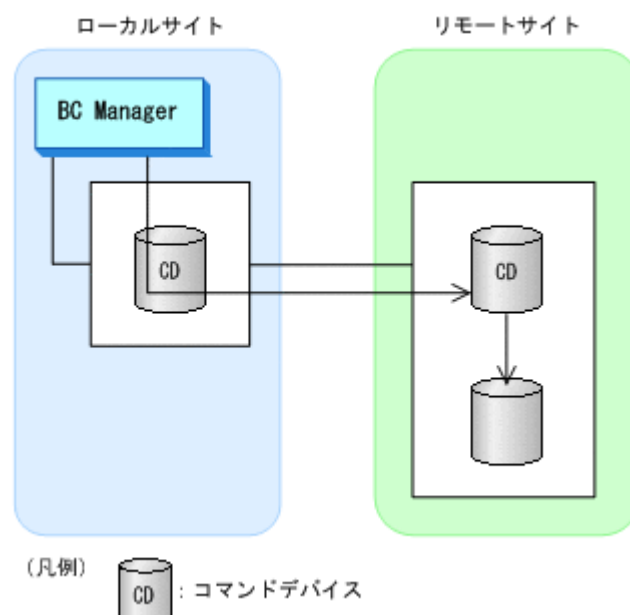 ローカルサイト
リモートサイト
BC Manager
CD
CD
(凡例)
CD : コマンドデバイス